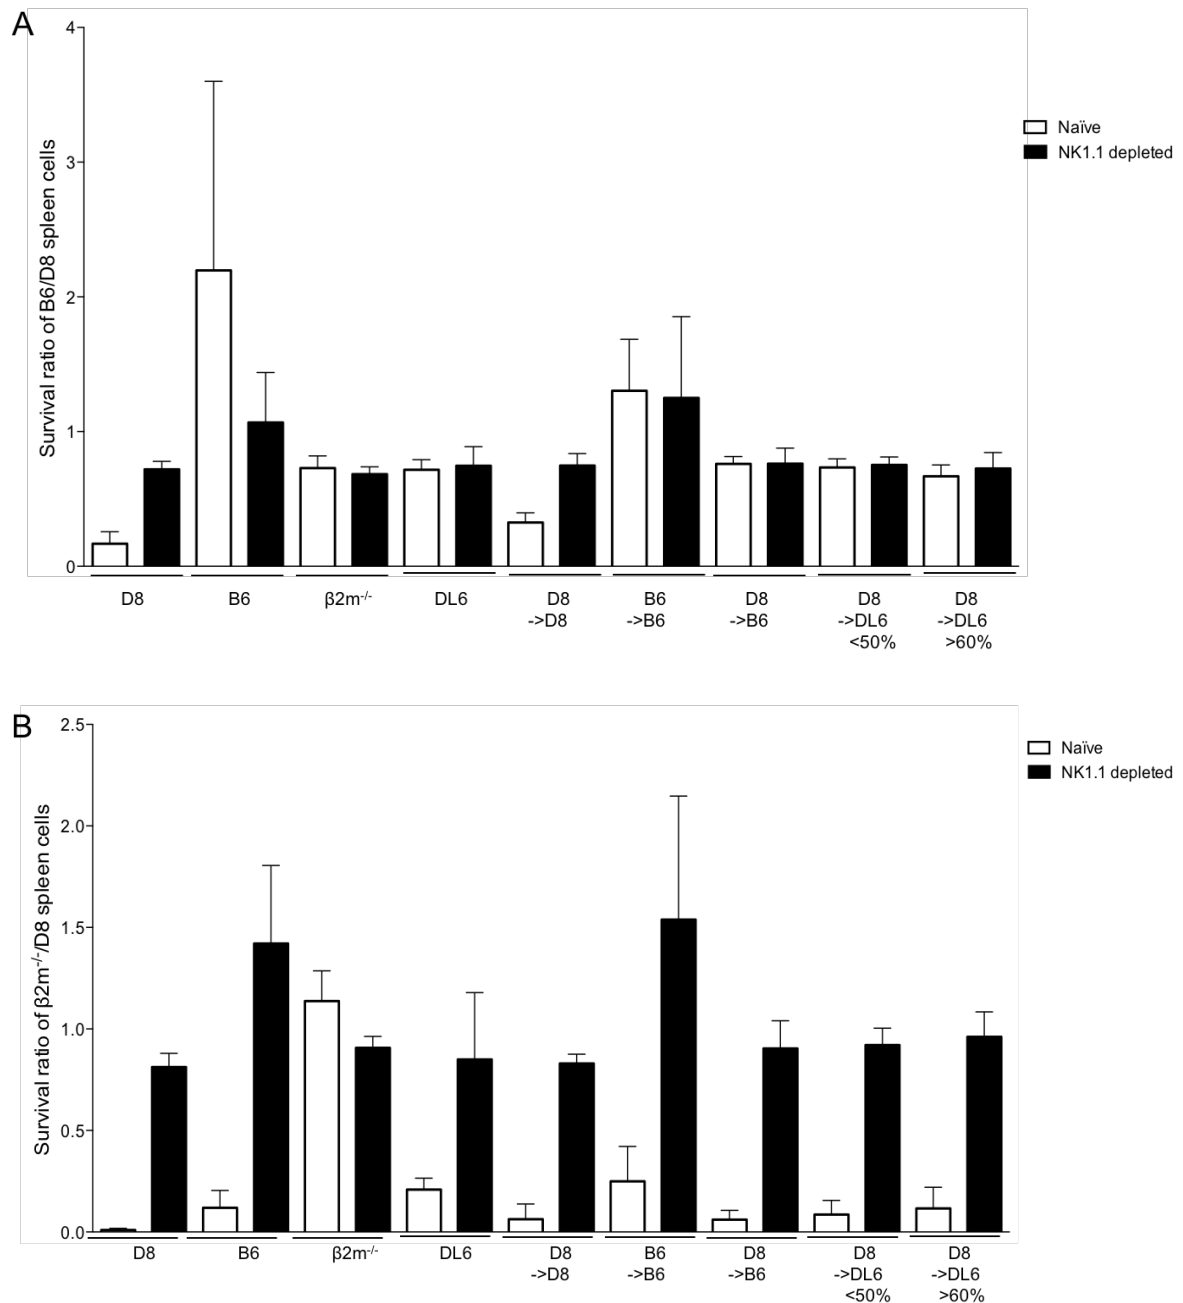 A
Survival ratio of B6/D8 spleen cells
4
3
2
1
0
Naïve
NK1.1 depleted
D8 B6 β2m-/- DL6 D8 B6 D8 D8 D8
->D8 ->B6 ->B6 ->DL6 ->DL6
<50% >60%
B
Survival ratio of β2m-/-/D8 spleen cells
2.5
2.0
1.5
1.0
0.5
0.0
Naïve
NK1.1 depleted
D8 B6 β2m-/- DL6 D8 B6 D8 D8 D8
->D8 ->B6 ->B6 ->DL6 ->DL6
<50% >60%